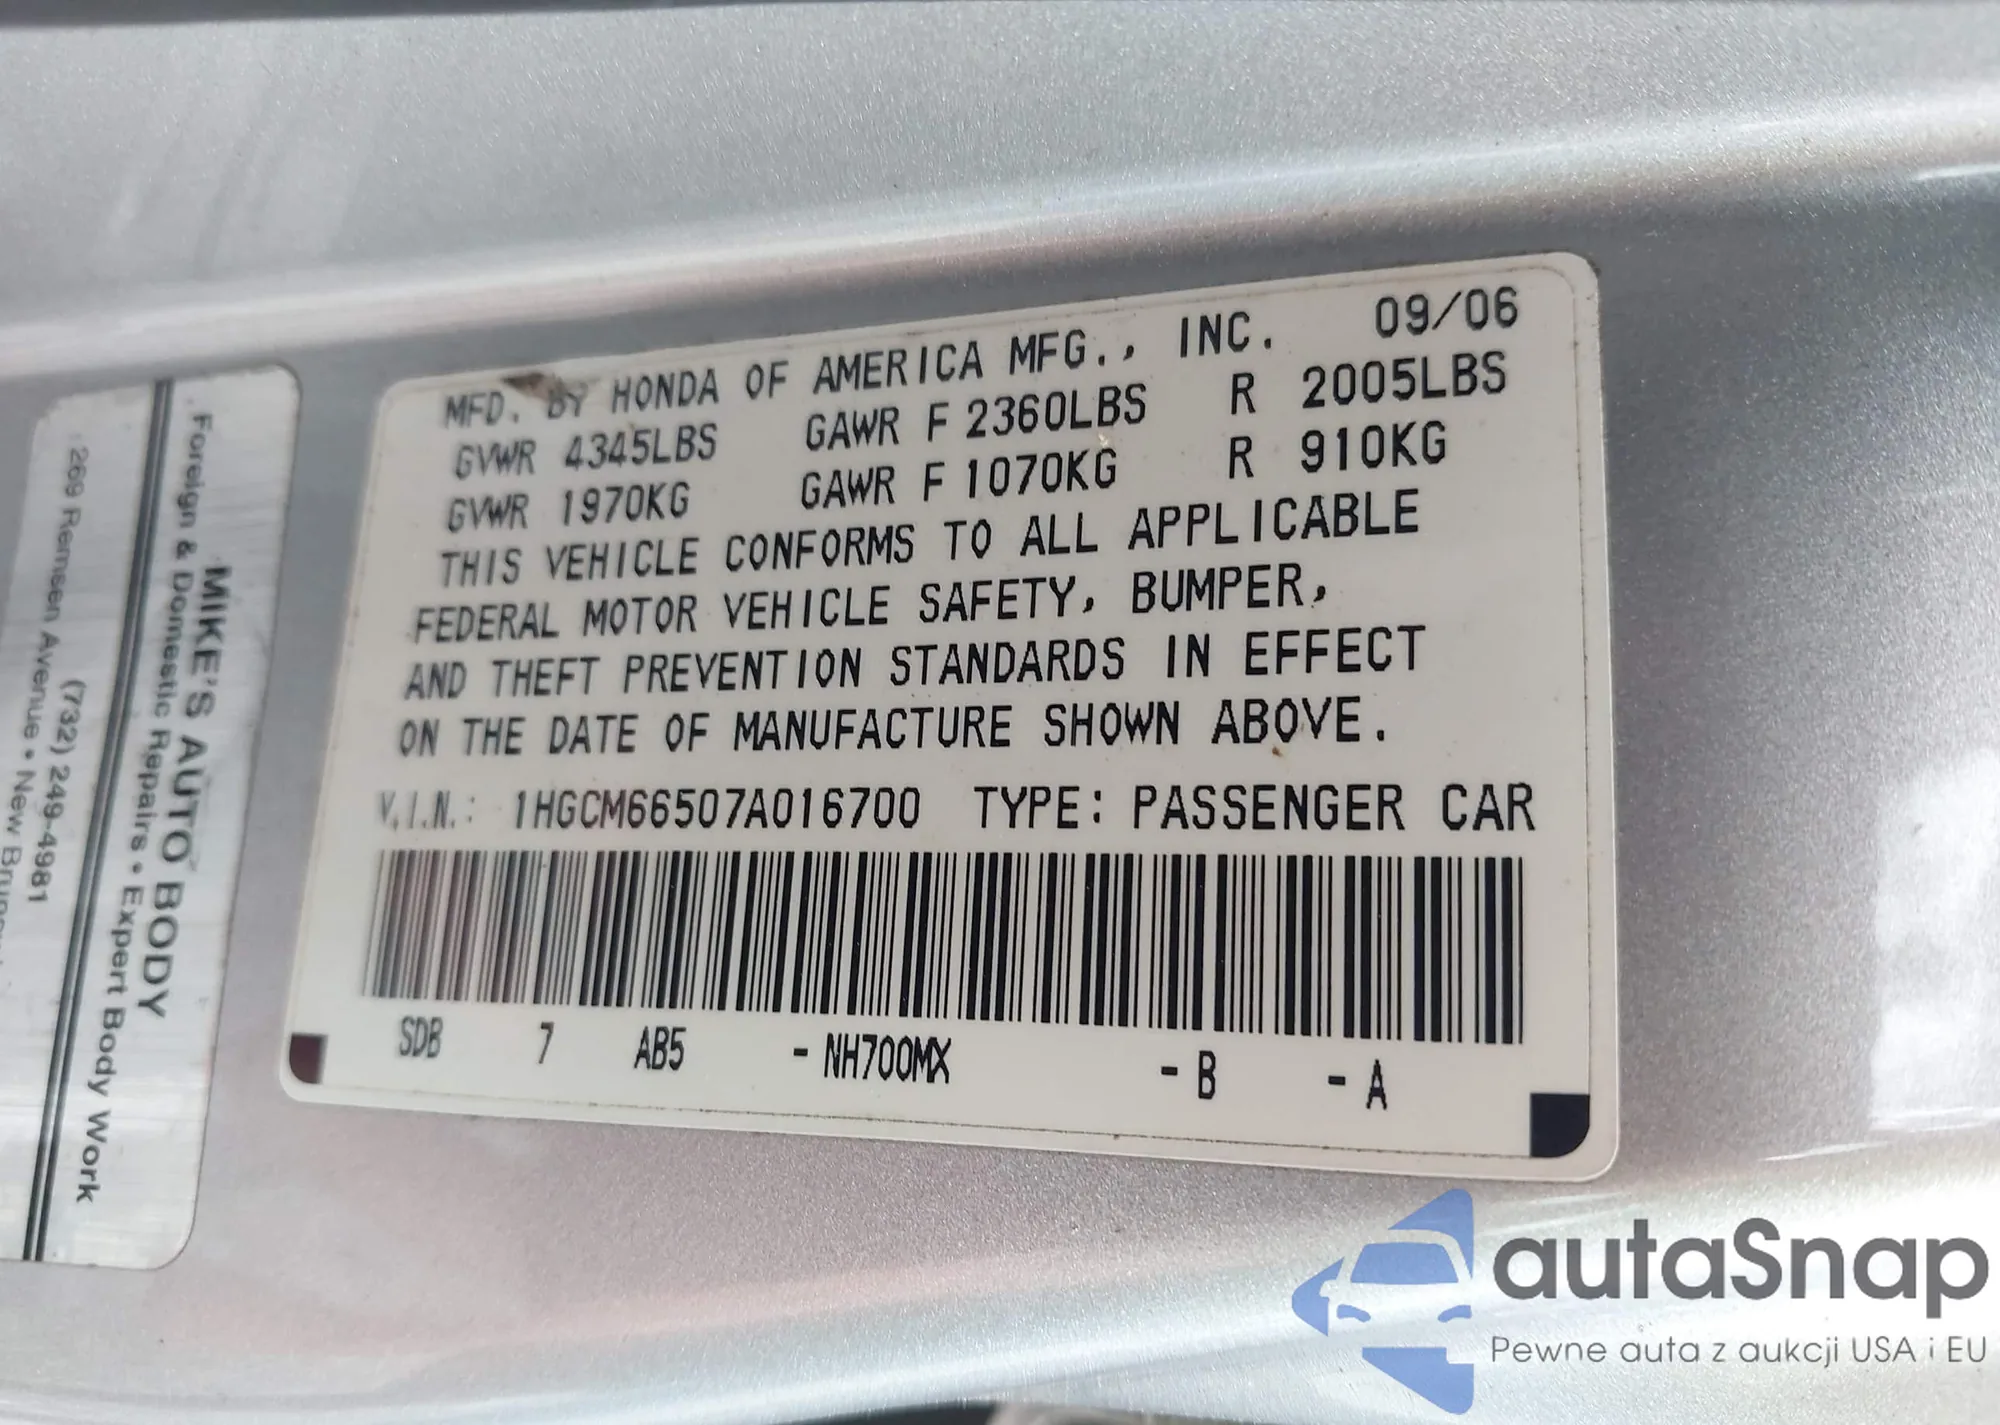 MFD. BY HONDA OF AMERICA MFG., INC. 09/06
GVWR 4345LBS GAWR F 2360LBS R 2005LBS
GVWR 1970KG GAWR F 1070KG R 910KG
THIS VEHICLE CONFORMS TO ALL APPLICABLE
FEDERAL MOTOR VEHICLE SAFETY, BUMPER,
AND THEFT PREVENTION STANDARDS IN EFFECT
ON THE DATE OF MANUFACTURE SHOWN ABOVE.
V.I.N.: 1HGCM66507A016700 TYPE: PASSENGER CAR
SDB 7 AB5 - NH700MX - B - A
MIKE'S AUTO BODY
Foreign & Domestic Repairs • Expert Body Work
(732) 249-4981
269 Remsen Avenue • New
autaSnap
Pewne auta z aukcji USA i EU